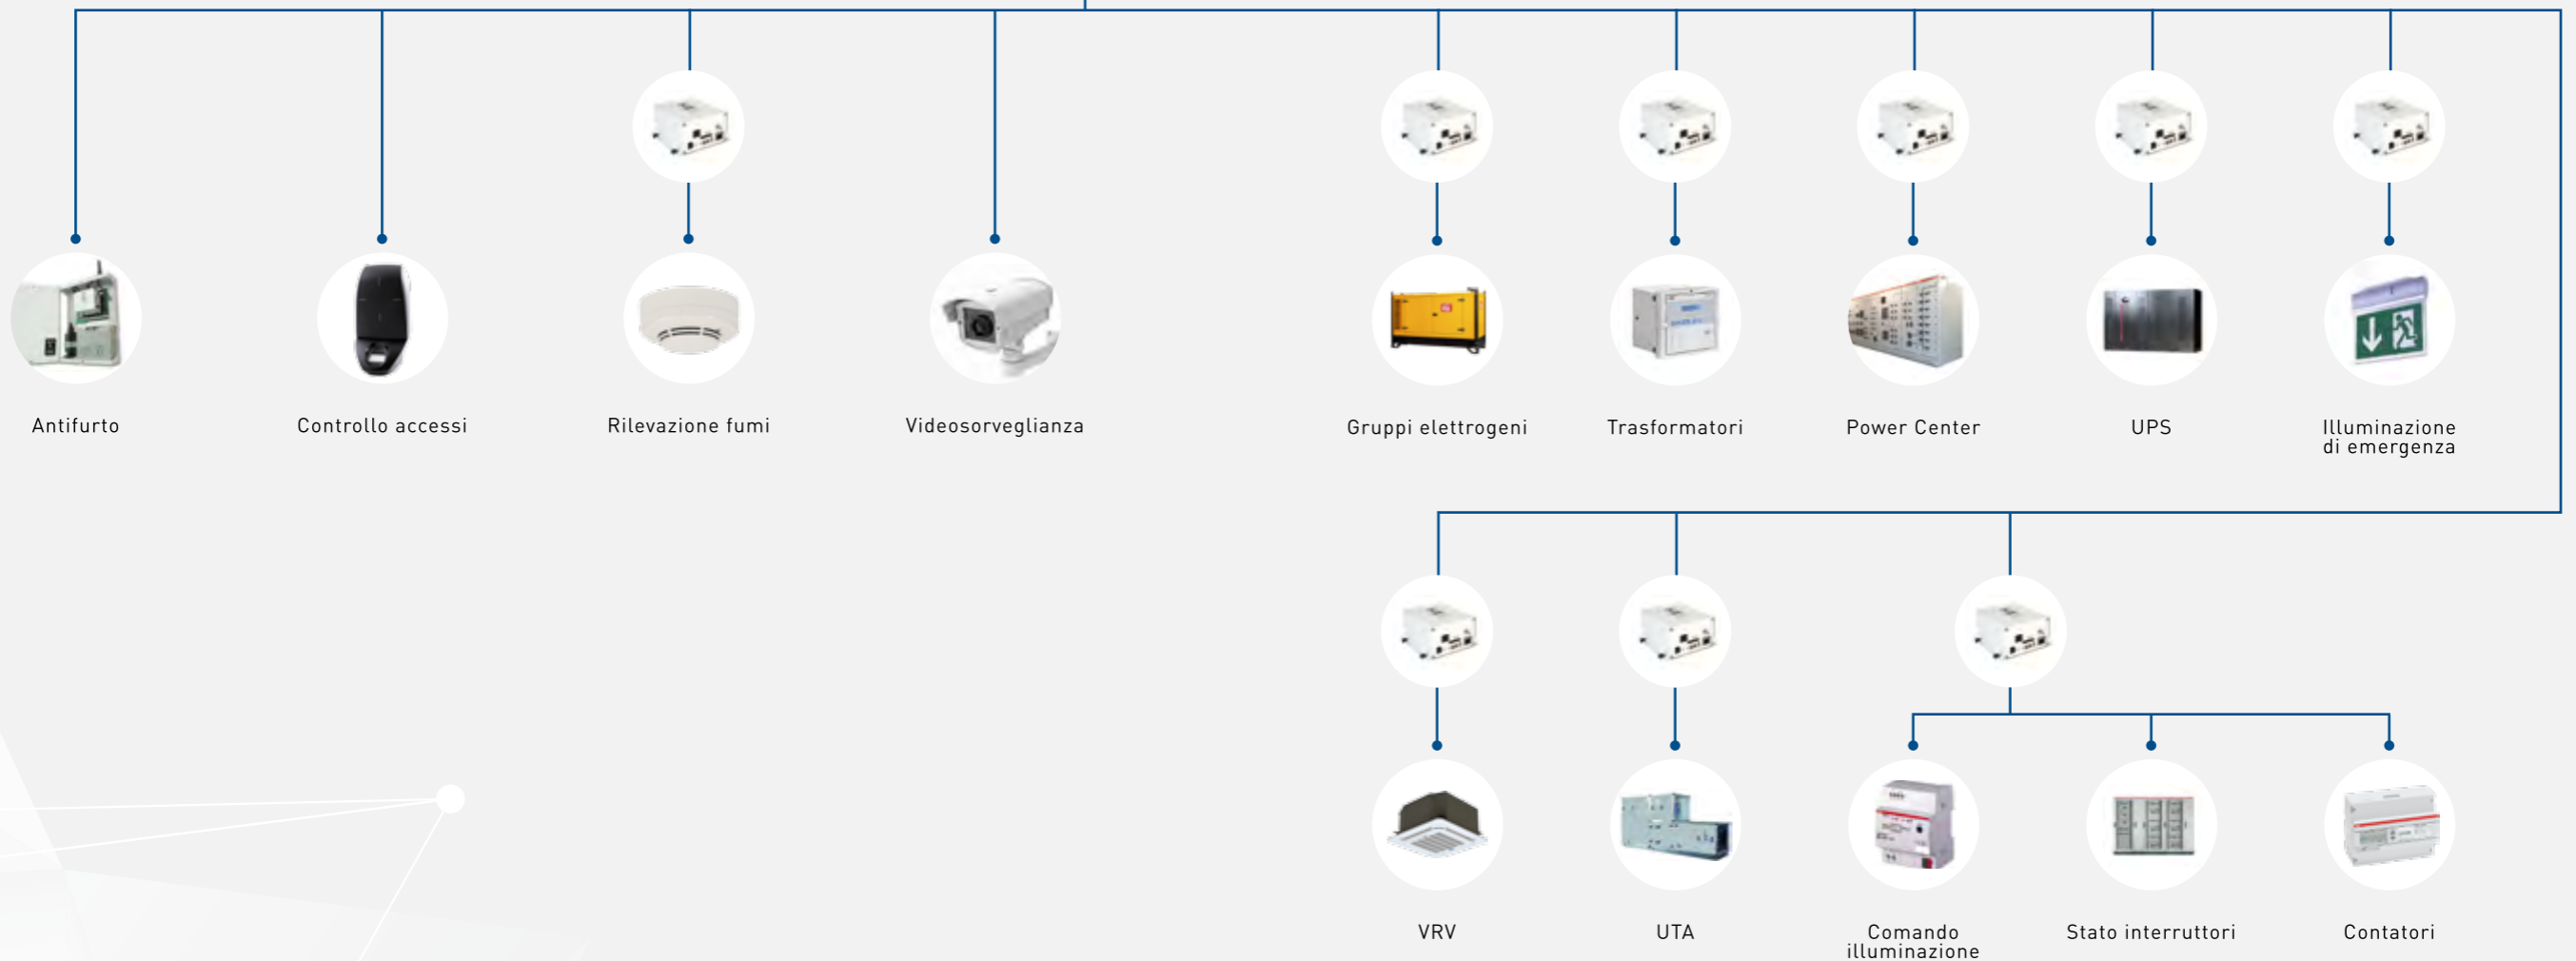 Antifurto
Controllo accessi
Rilevazione fumi
Videosorveglianza
Gruppi elettrogeni
Trasformatori
Power Center
UPS
Illuminazione
di emergenza
VRV
UTA
Comando
illuminazione
Stato interruttori
Contatori